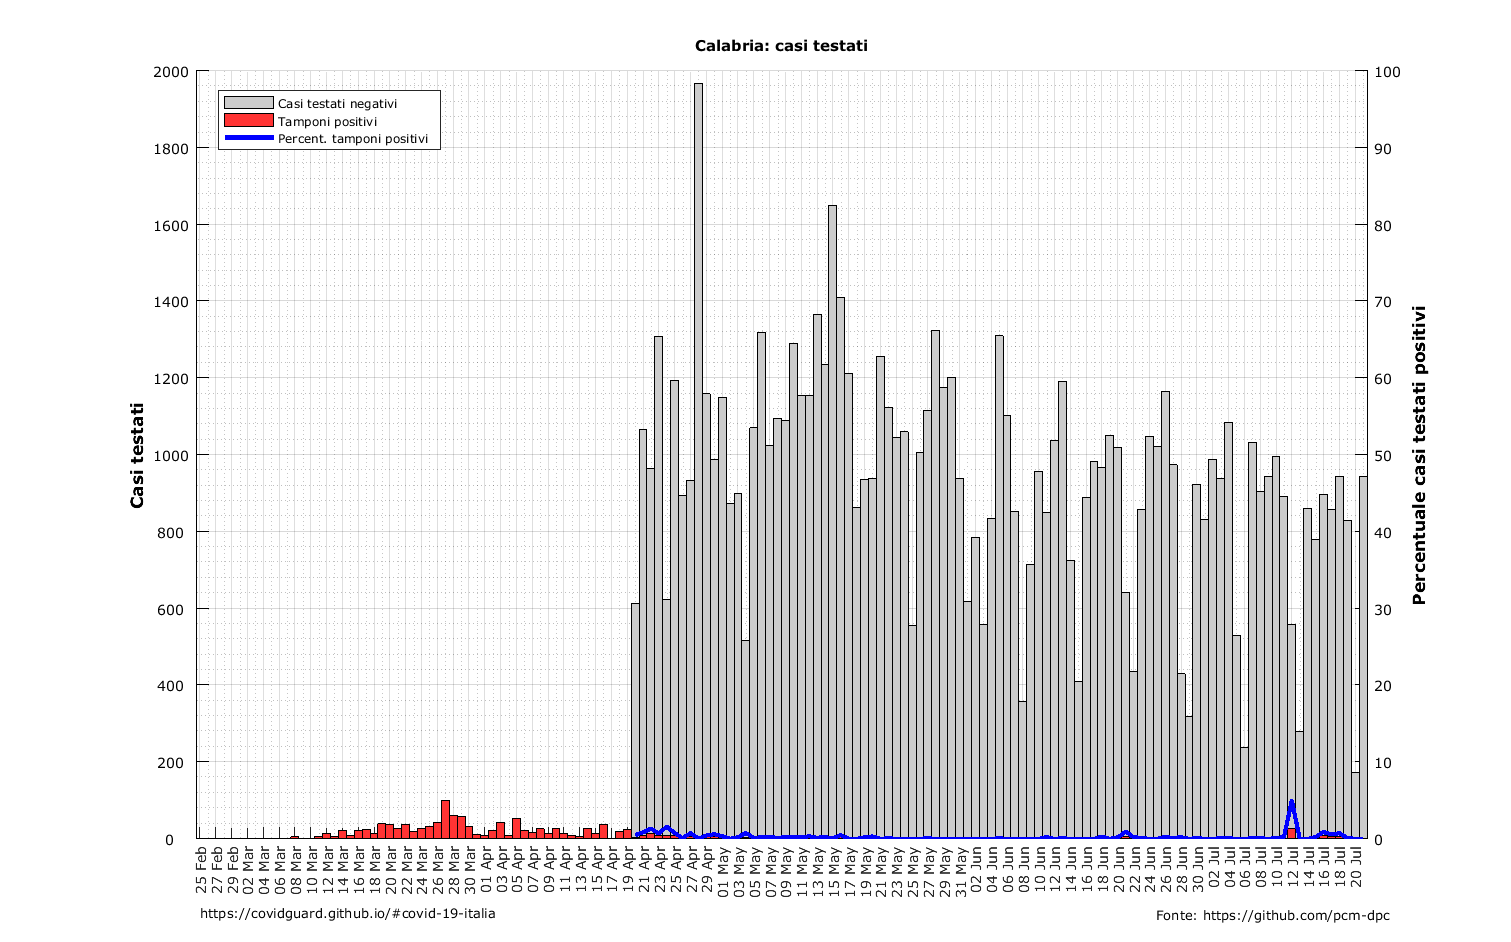 Calabria: casi testati
Casi testati negativi
Tamponi positivi
Percent. tamponi positivi
Casi testati
2000
1800
1600
1400
1200
1000
800
600
400
200
0
Percentuale casi testati positivi
100
90
80
70
60
50
40
30
20
10
0
25 Feb
27 Feb
29 Feb
02 Mar
04 Mar
06 Mar
08 Mar
10 Mar
12 Mar
14 Mar
16 Mar
18 Mar
20 Mar
22 Mar
24 Mar
26 Mar
28 Mar
30 Mar
01 Apr
03 Apr
05 Apr
07 Apr
09 Apr
11 Apr
13 Apr
15 Apr
17 Apr
19 Apr
21 Apr
23 Apr
25 Apr
27 Apr
29 Apr
01 May
03 May
05 May
07 May
09 May
11 May
13 May
15 May
17 May
19 May
21 May
23 May
25 May
27 May
29 May
31 May
02 Jun
04 Jun
06 Jun
08 Jun
10 Jun
12 Jun
14 Jun
16 Jun
18 Jun
20 Jun
22 Jun
24 Jun
26 Jun
28 Jun
30 Jun
02 Jul
04 Jul
06 Jul
08 Jul
10 Jul
12 Jul
14 Jul
16 Jul
18 Jul
20 Jul
https://covidguard.github.io/#covid-19-italia
Fonte: https://github.com/pcm-dpc